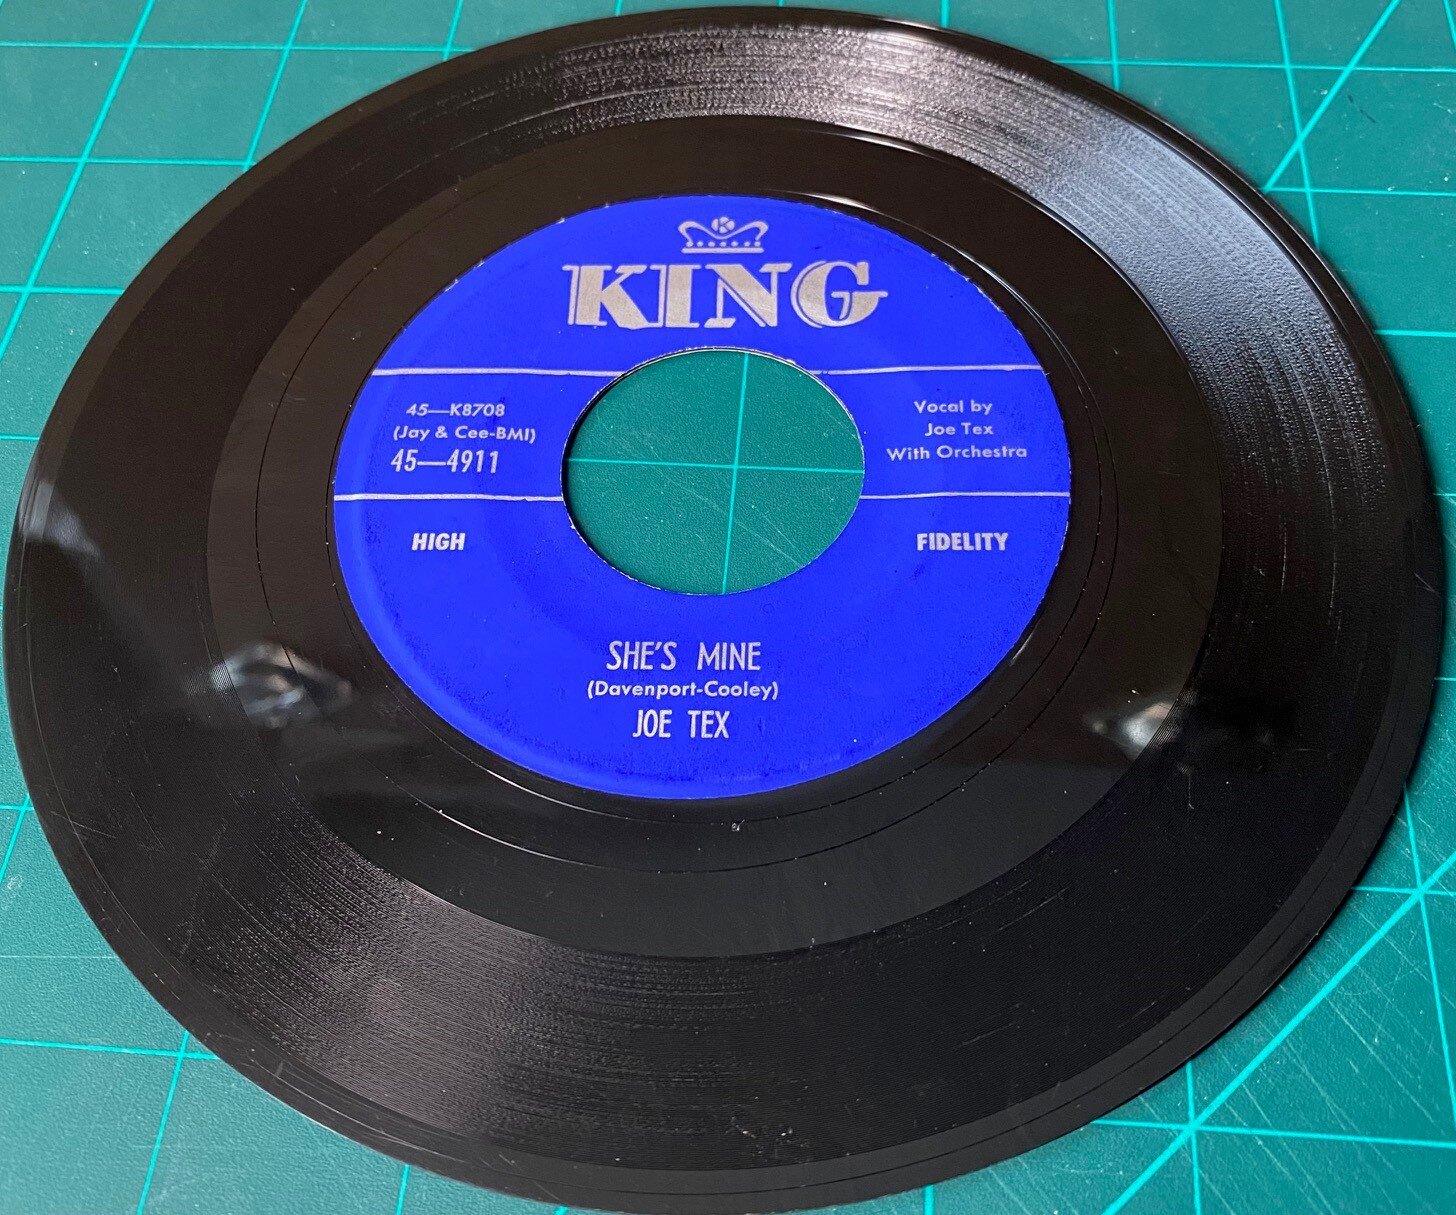 K
KING
45—K8708
(Jay & Cee-BMI)
45—4911
Vocal by
Joe Tex
With Orchestra
HIGH
FIDELITY
SHE'S MINE
(Davenport-Cooley)
JOE TEX